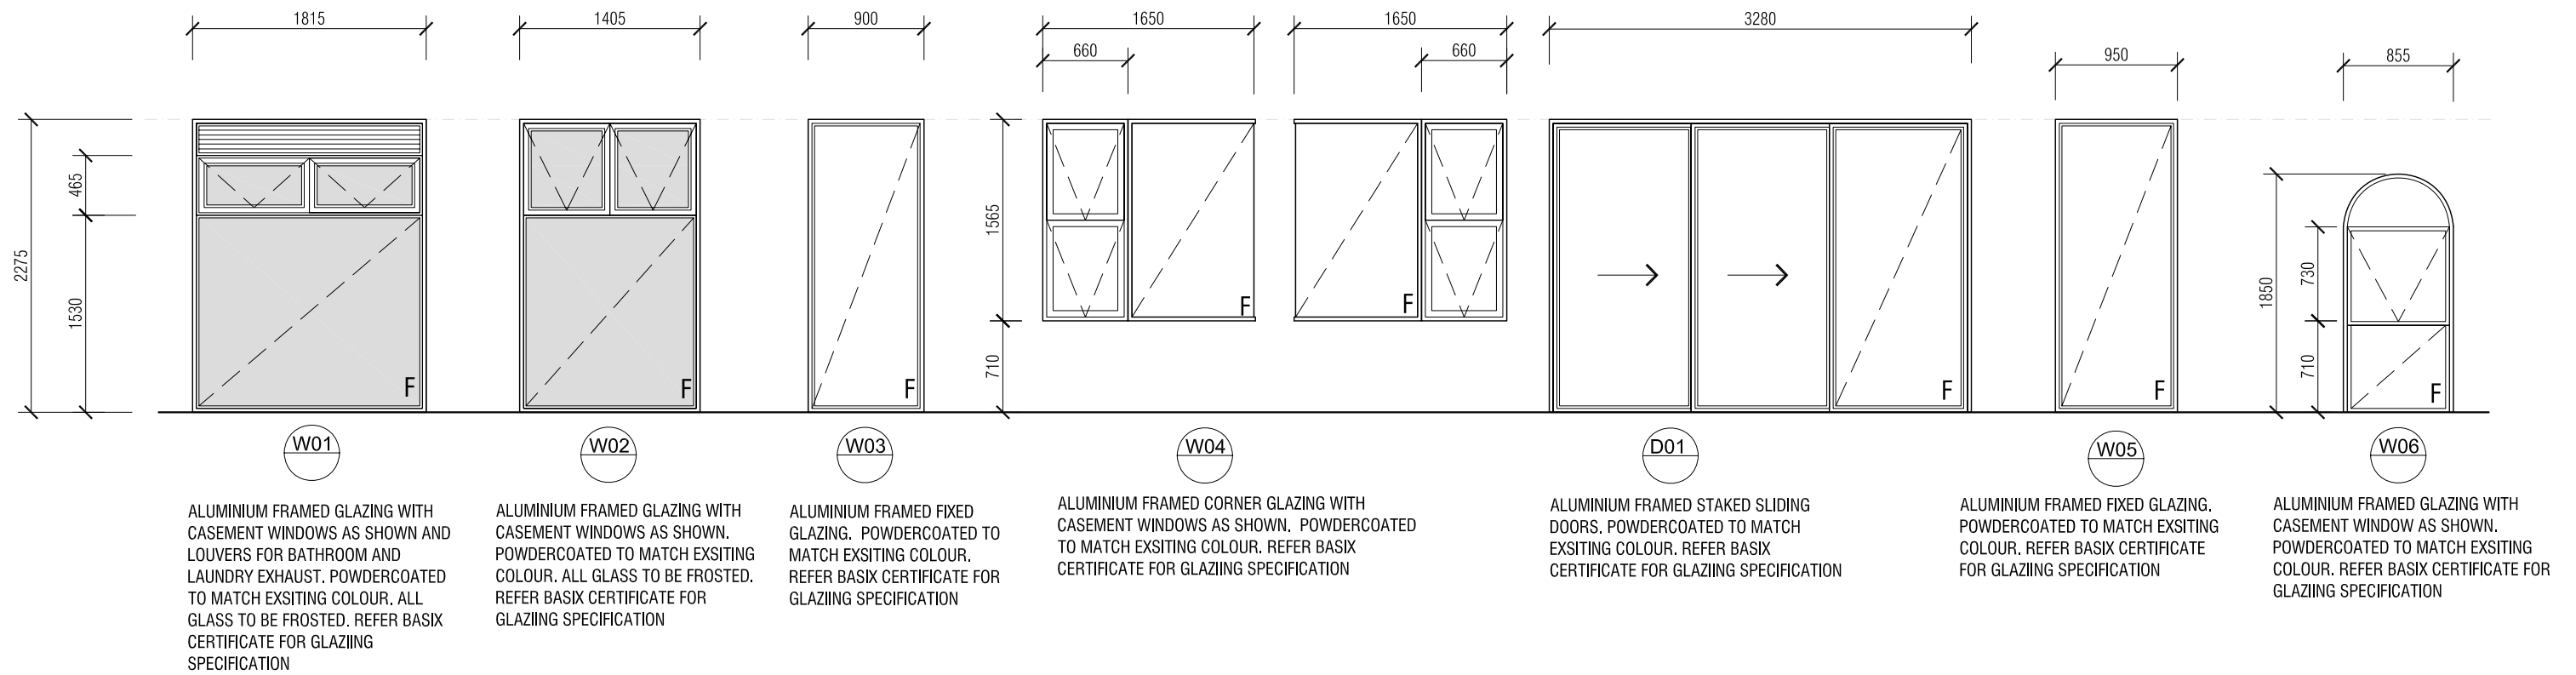 1815
1405
900
1650
1650
3280
660
660
950
855
2275
465
1530
1565
710
1850
730
710
F
F
F
F
F
F
F
F
W01
W02
W03
W04
D01
W05
W06
ALUMINIUM FRAMED GLAZING WITH
CASEMENT WINDOWS AS SHOWN AND
LOUVERS FOR BATHROOM AND
LAUNDRY EXHAUST. POWDERCOATED
TO MATCH EXSITING COLOUR. ALL
GLASS TO BE FROSTED. REFER BASIX
CERTIFICATE FOR GLAZIING
SPECIFICATION
ALUMINIUM FRAMED GLAZING WITH
CASEMENT WINDOWS AS SHOWN.
POWDERCOATED TO MATCH EXSITING
COLOUR. ALL GLASS TO BE FROSTED.
REFER BASIX CERTIFICATE FOR
GLAZIING SPECIFICATION
ALUMINIUM FRAMED FIXED
GLAZING. POWDERCOATED TO
MATCH EXSITING COLOUR.
REFER BASIX CERTIFICATE FOR
GLAZIING SPECIFICATION
ALUMINIUM FRAMED CORNER GLAZING WITH
CASEMENT WINDOWS AS SHOWN. POWDERCOATED
TO MATCH EXSITING COLOUR. REFER BASIX
CERTIFICATE FOR GLAZIING SPECIFICATION
ALUMINIUM FRAMED STAKED SLIDING
DOORS. POWDERCOATED TO MATCH
EXSITING COLOUR. REFER BASIX
CERTIFICATE FOR GLAZIING SPECIFICATION
ALUMINIUM FRAMED FIXED GLAZING.
POWDERCOATED TO MATCH EXSITING
COLOUR. REFER BASIX CERTIFICATE
FOR GLAZIING SPECIFICATION
ALUMINIUM FRAMED GLAZING WITH
CASEMENT WINDOW AS SHOWN.
POWDERCOATED TO MATCH EXSITING
COLOUR. REFER BASIX CERTIFICATE FOR
GLAZIING SPECIFICATION